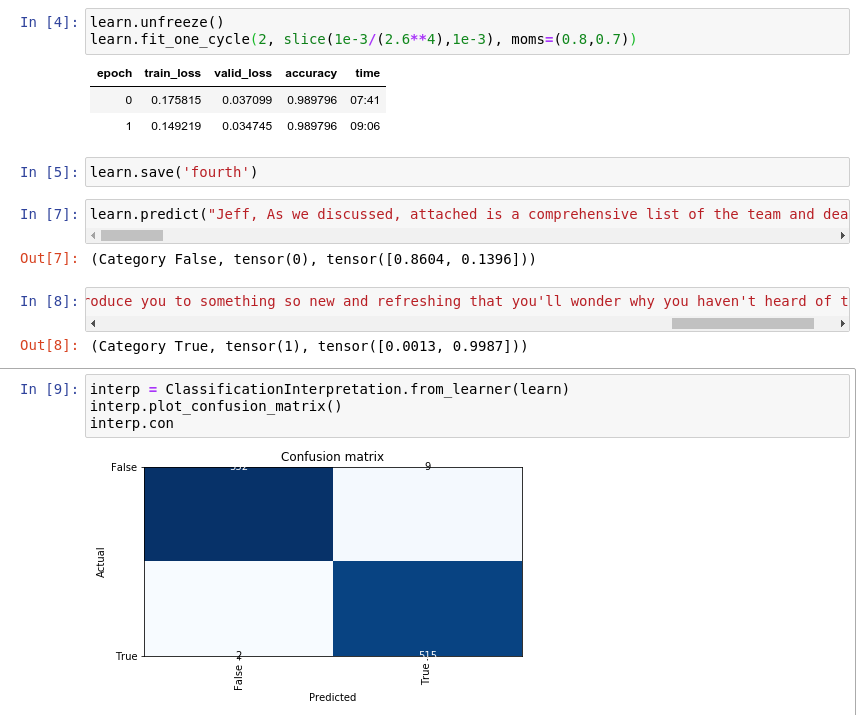 In [4]: learn.unfreeze()
learn.fit_one_cycle(2, slice(1e-3/(2.6**4),1e-3), moms=(0.8,0.7))
epoch train_loss valid_loss accuracy time
0 0.175815 0.037099 0.989796 07:41
1 0.149219 0.034745 0.989796 09:06
In [5]: learn.save('fourth')
In [7]: learn.predict("Jeff, As we discussed, attached is a comprehensive list of the team and dea
Out[7]: (Category False, tensor(0), tensor([0.8604, 0.1396]))
In [8]: roduce you to something so new and refreshing that you'll wonder why you haven't heard of t
Out[8]: (Category True, tensor(1), tensor([0.0013, 0.9987]))
In [9]: interp = ClassificationInterpretation.from_learner(learn)
interp.plot_confusion_matrix()
interp.con
Confusion matrix
False 9
Actual
True 2 515
False True
Predicted